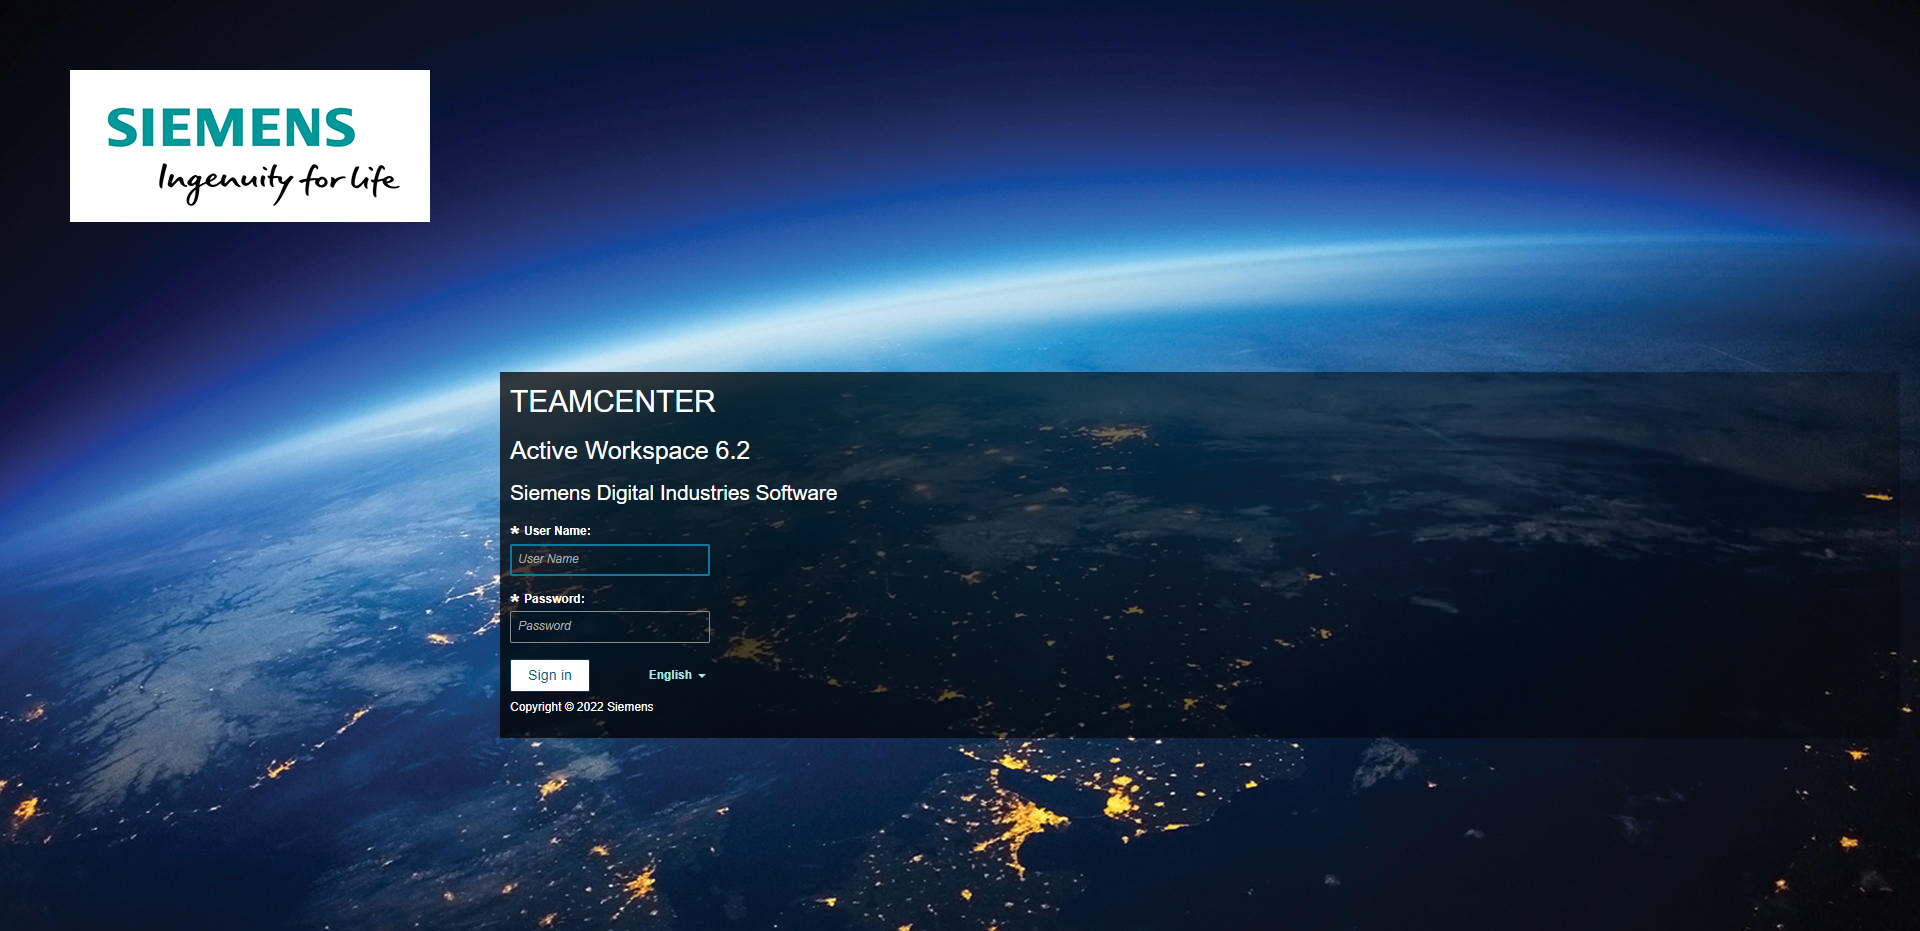 SIEMENS
Ingenuity for life
TEAMCENTER
Active Workspace 6.2
Siemens Digital Industries Software
* User Name:
User Name
* Password:
Password
Sign in English
Copyright © 2022 Siemens